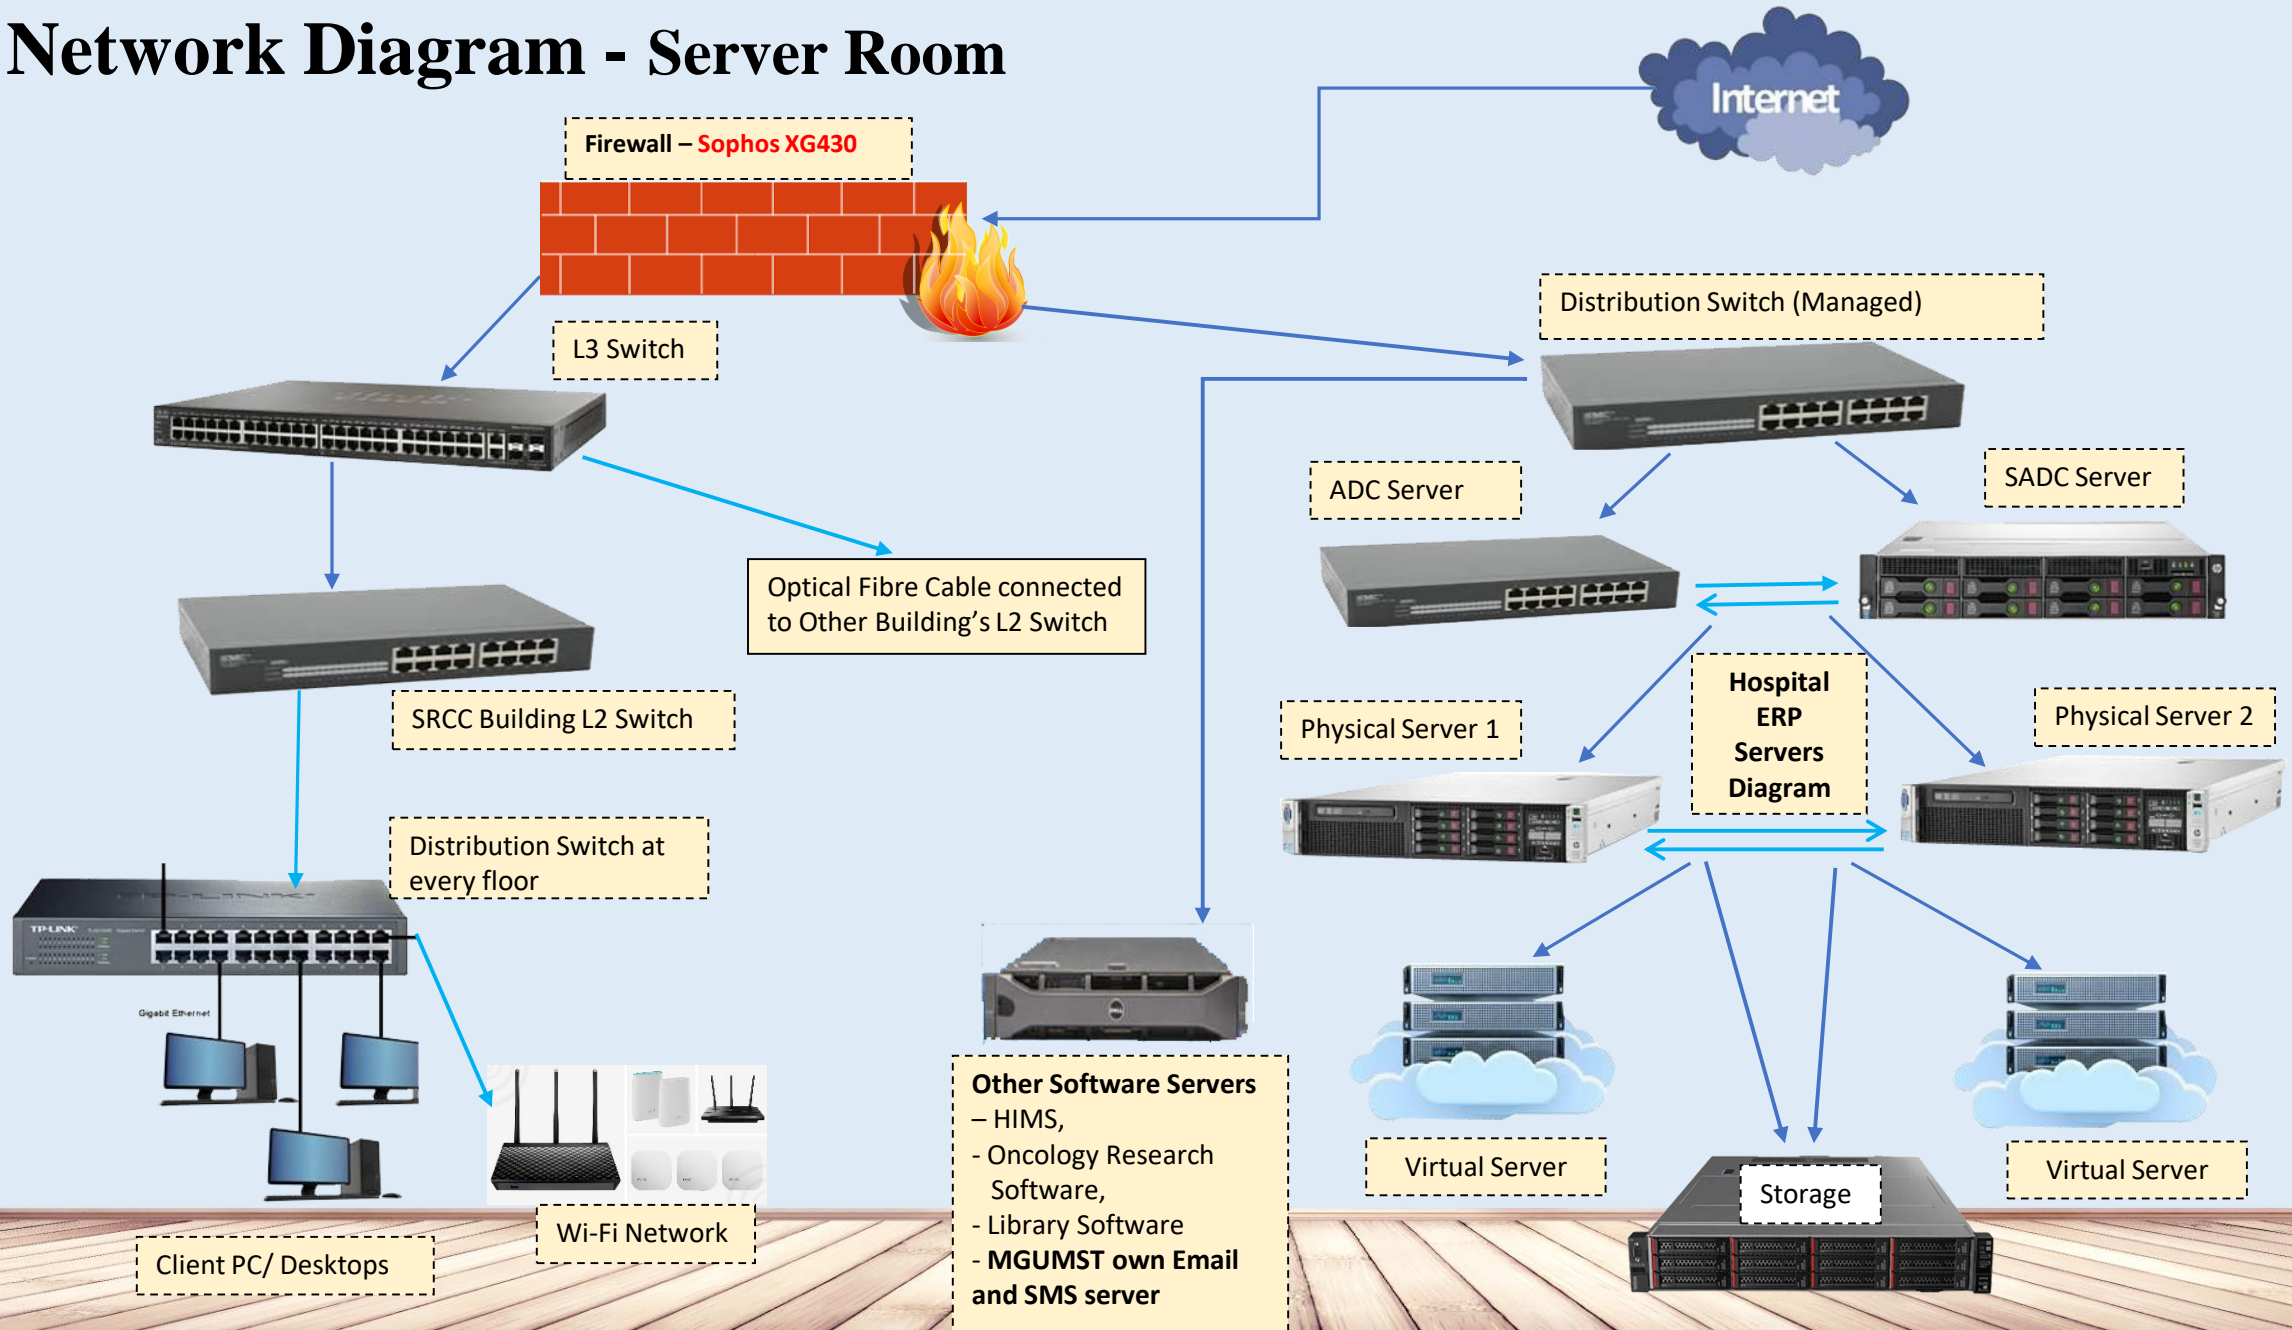 Network Diagram - Server Room
Internet
Firewall – Sophos XG430
Distribution Switch (Managed)
L3 Switch
ADC Server
SADC Server
Optical Fibre Cable connected
to Other Building's L2 Switch
SRCC Building L2 Switch
Hospital
ERP
Servers
Diagram
Physical Server 1
Physical Server 2
Distribution Switch at
every floor
TP-LINK
TP-LINK
Gigabit Ethernet
DELL
Other Software Servers
– HIMS,
- Oncology Research
Software,
- Library Software
- MGUMST own Email
and SMS server
Virtual Server
Storage
Virtual Server
Wi-Fi Network
Client PC/ Desktops